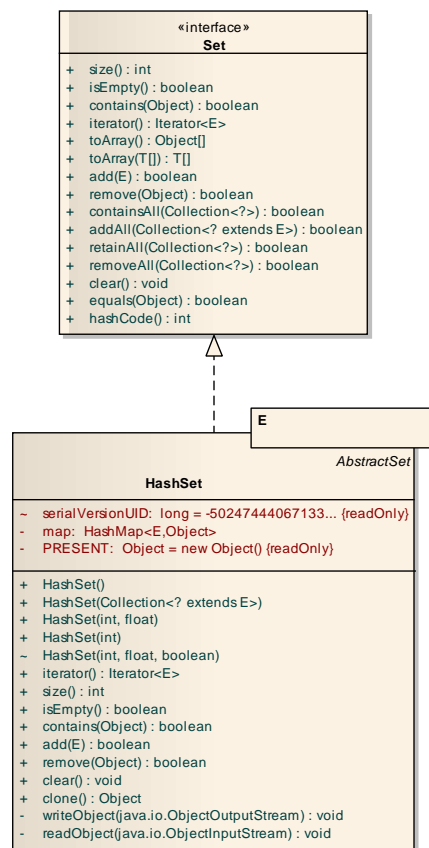 «interface»
Set
+ size() : int
+ isEmpty() : boolean
+ contains(Object) : boolean
+ iterator() : Iterator<E>
+ toArray() : Object[]
+ toArray(T[]) : T[]
+ add(E) : boolean
+ remove(Object) : boolean
+ containsAll(Collection<?>) : boolean
+ addAll(Collection<? extends E>) : boolean
+ retainAll(Collection<?>) : boolean
+ removeAll(Collection<?>) : boolean
+ clear() : void
+ equals(Object) : boolean
+ hashCode() : int
E
AbstractSet
HashSet
~ serialVersionUID: long = -50247444067133... {readOnly}
- map: HashMap<E,Object>
- PRESENT: Object = new Object() {readOnly}
+ HashSet()
+ HashSet(Collection<? extends E>)
+ HashSet(int, float)
+ HashSet(int)
~ HashSet(int, float, boolean)
+ iterator() : Iterator<E>
+ size() : int
+ isEmpty() : boolean
+ contains(Object) : boolean
+ add(E) : boolean
+ remove(Object) : boolean
+ clear() : void
+ clone() : Object
- writeObject(java.io.ObjectOutputStream) : void
- readObject(java.io.ObjectInputStream) : void